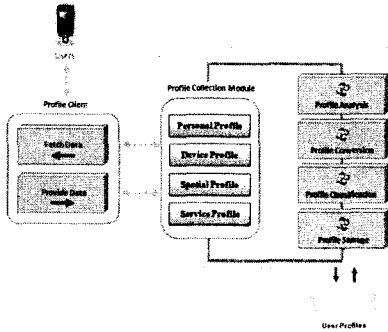 Users
Profile Client
Fetch Data
Provide Data
Profile Collection Module
Personal Profile
Device Profile
Special Profile
Service Profile
Profile Analysis
Profile Conversion
Profile Classification
Profile Storage
User Profiles